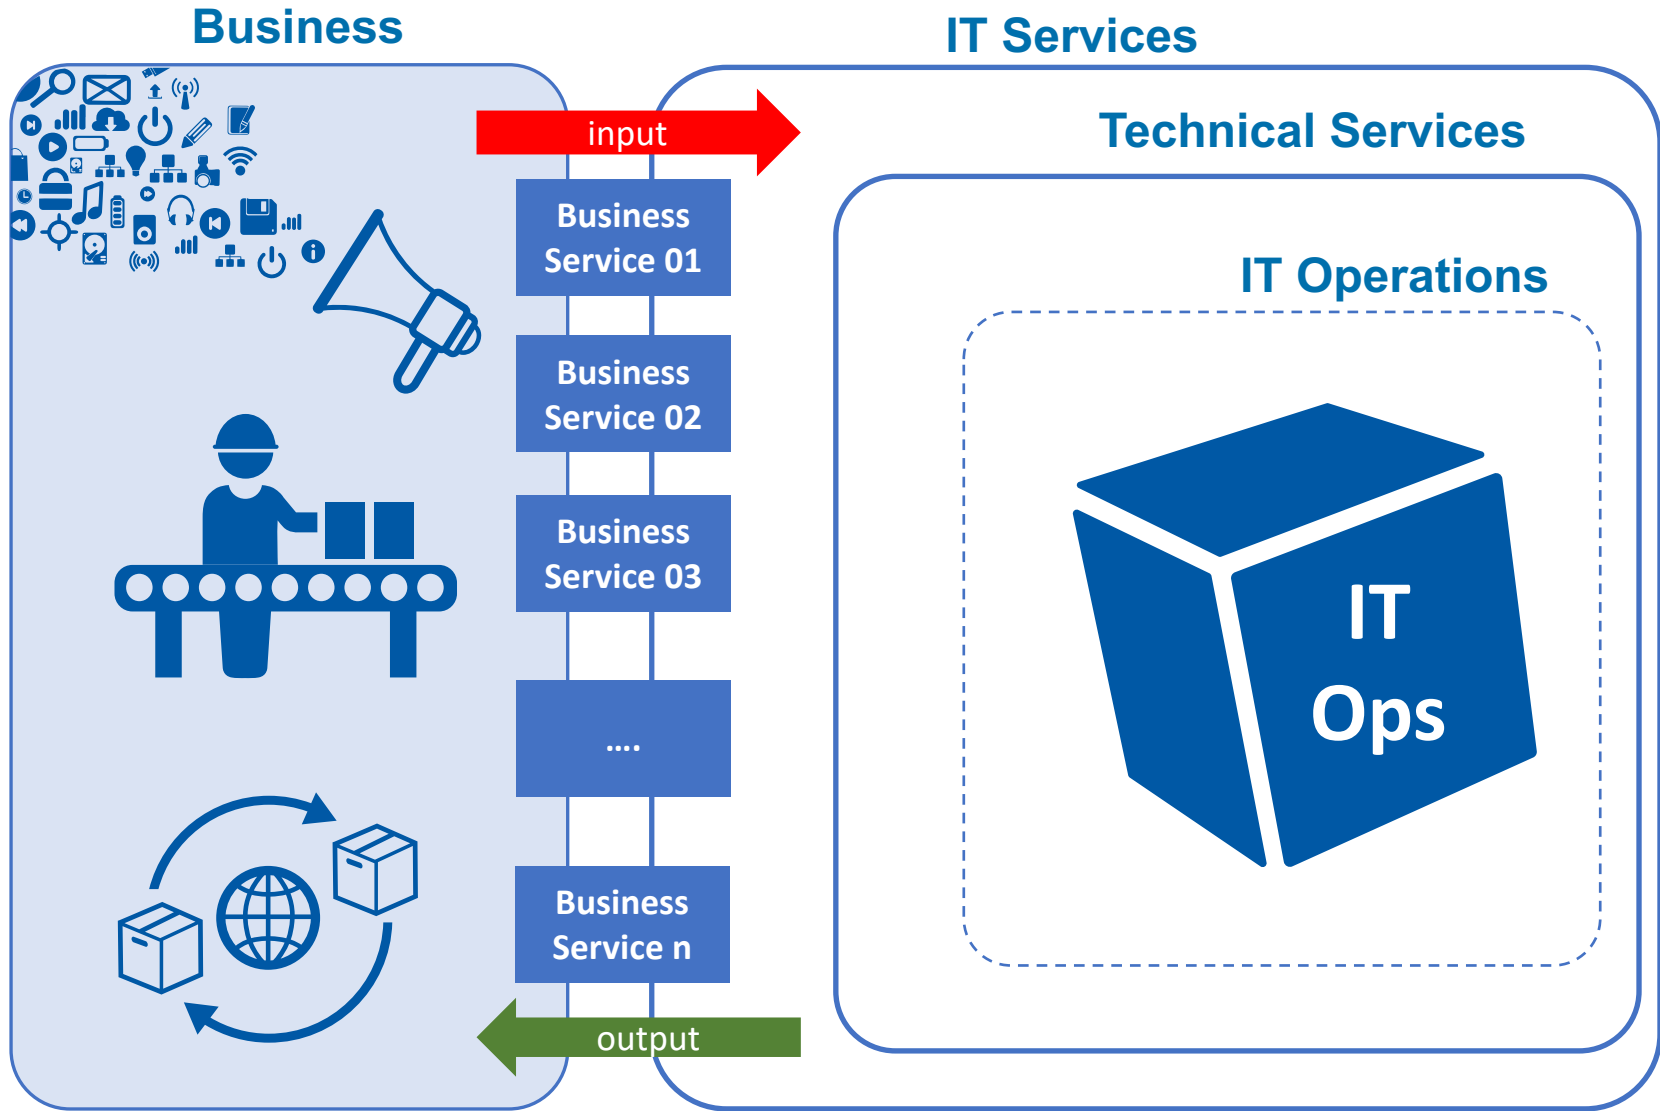 Business
IT Services
input
Technical Services
Business
Service 01
IT Operations
Business
Service 02
Business
Service 03
IT
Ops
....
Business
Service n
output